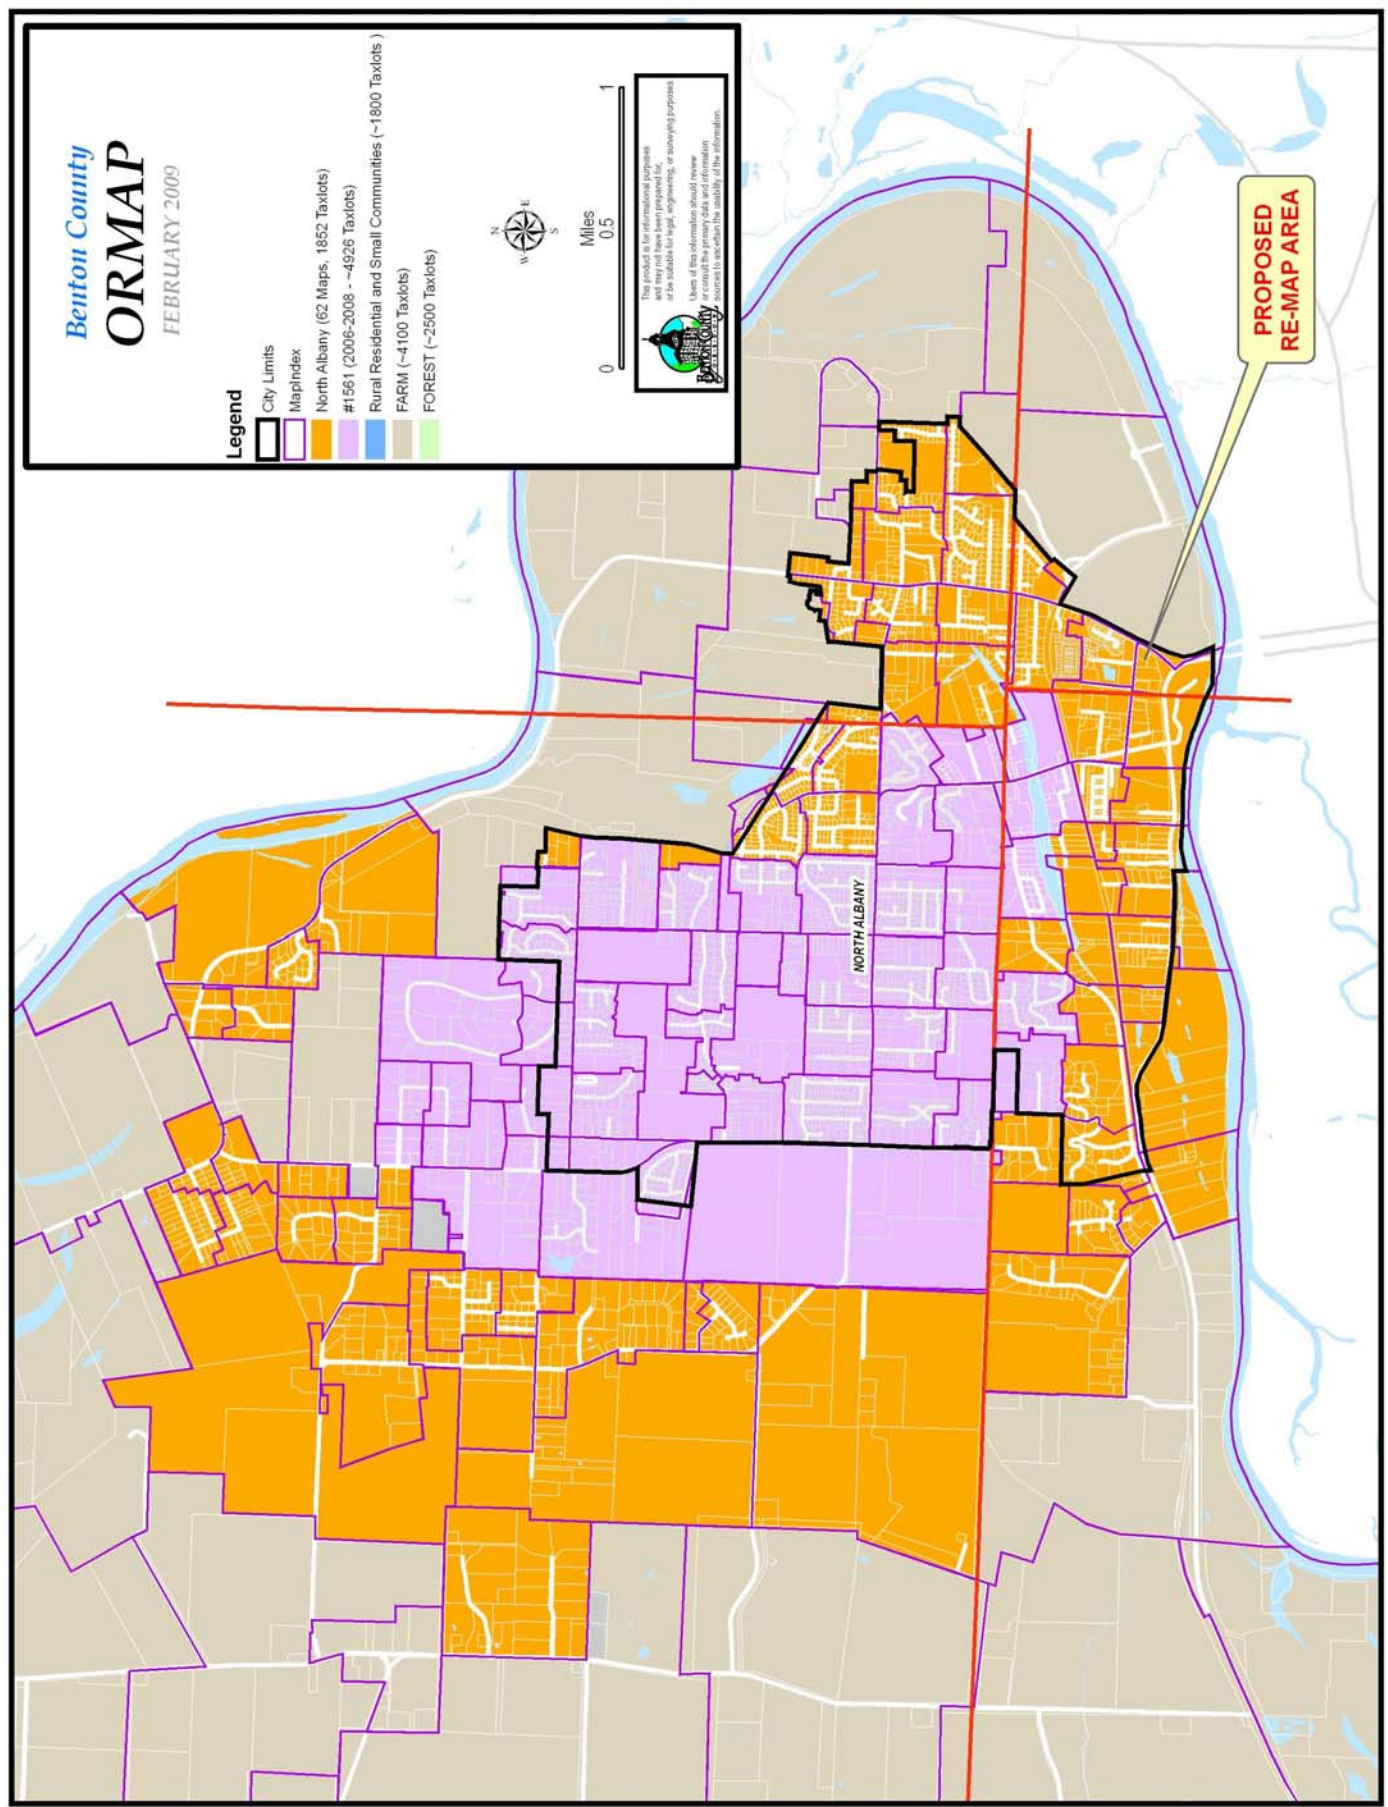 Benton County
ORMAP
FEBRUARY 2009
Legend
City Limits
MapIndex
North Albany (62 Maps, 1852 Taxlots)
#1561 (2006-2008 - ~4926 Taxlots)
Rural Residential and Small Communities (~1800 Taxlots )
FARM (~4100 Taxlots)
FOREST (~2500 Taxlots)
N
W
E
S
Miles
0
0.5
1
This product is for informational purposes
and may not have been prepared for,
or be suitable for legal, engineering, or surveying purposes
Users of this information should review
or consult the primary data and information
sources to ascertain the usability of the information.
Benton County
NORTH ALBANY
PROPOSED
RE-MAP AREA